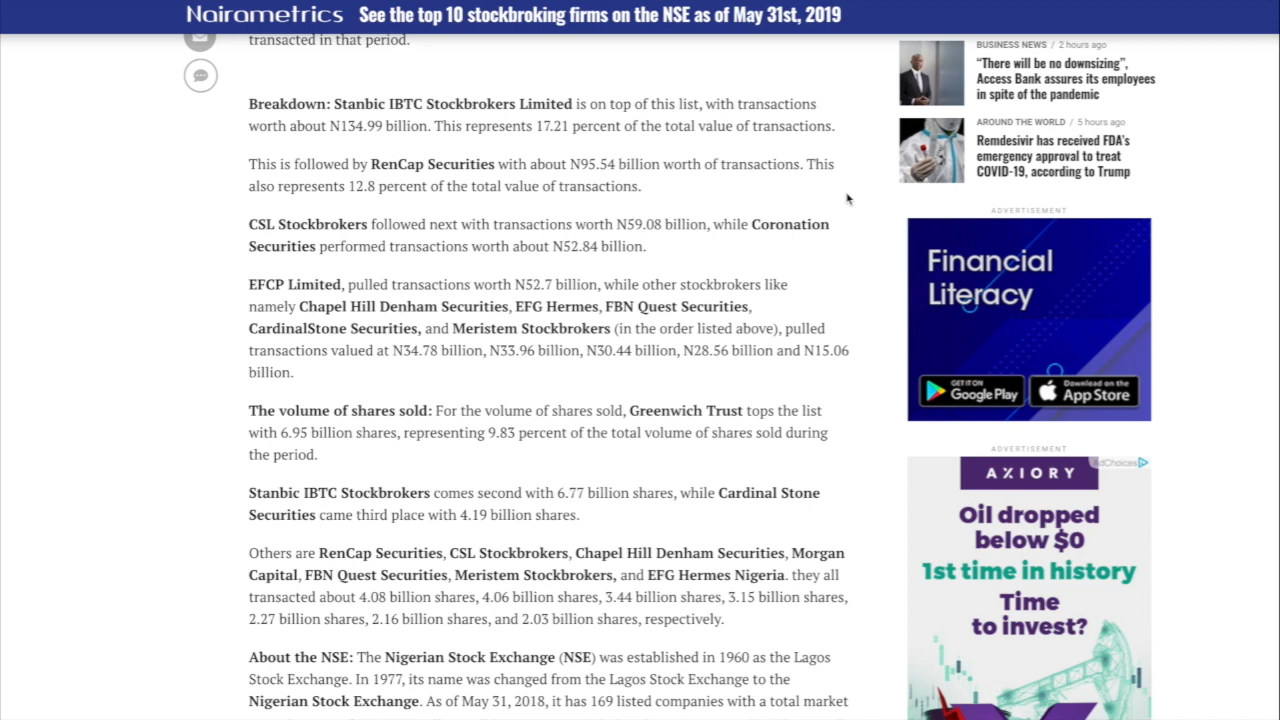 Nairametrics See the top 10 stockbroking firms on the NSE as of May 31st, 2019
transacted in that period.
Breakdown: Stanbic IBTC Stockbrokers Limited is on top of this list, with transactions
worth about N134.99 billion. This represents 17.21 percent of the total value of transactions.
This is followed by RenCap Securities with about N95.54 billion worth of transactions. This
also represents 12.8 percent of the total value of transactions.
CSL Stockbrokers followed next with transactions worth N59.08 billion, while Coronation
Securities performed transactions worth about N52.84 billion.
EFCP Limited, pulled transactions worth N52.7 billion, while other stockbrokers like
namely Chapel Hill Denham Securities, EFG Hermes, FBN Quest Securities,
CardinalStone Securities, and Meristem Stockbrokers (in the order listed above), pulled
transactions valued at N34.78 billion, N33.96 billion, N30.44 billion, N28.56 billion and N15.06
billion.
The volume of shares sold: For the volume of shares sold, Greenwich Trust tops the list
with 6.95 billion shares, representing 9.83 percent of the total volume of shares sold during
the period.
Stanbic IBTC Stockbrokers comes second with 6.77 billion shares, while Cardinal Stone
Securities came third place with 4.19 billion shares.
Others are RenCap Securities, CSL Stockbrokers, Chapel Hill Denham Securities, Morgan
Capital, FBN Quest Securities, Meristem Stockbrokers, and EFG Hermes Nigeria. they all
transacted about 4.08 billion shares, 4.06 billion shares, 3.44 billion shares, 3.15 billion shares,
2.27 billion shares, 2.16 billion shares, and 2.03 billion shares, respectively.
About the NSE: The Nigerian Stock Exchange (NSE) was established in 1960 as the Lagos
Stock Exchange. In 1977, its name was changed from the Lagos Stock Exchange to the
Nigerian Stock Exchange. As of May 31, 2018, it has 169 listed companies with a total market
BUSINESS NEWS / 2 hours ago
“There will be no downsizing”,
Access Bank assures its employees
in spite of the pandemic
AROUND THE WORLD / 5 hours ago
Remdesivir has received FDA’s
emergency approval to treat
COVID-19, according to Trump
ADVERTISEMENT
Financial
Literacy
GET IT ON
Google Play
Download on the
App Store
ADVERTISEMENT
AdChoices
AXIORY
Oil dropped
below $0
1st time in history
Time
to invest?